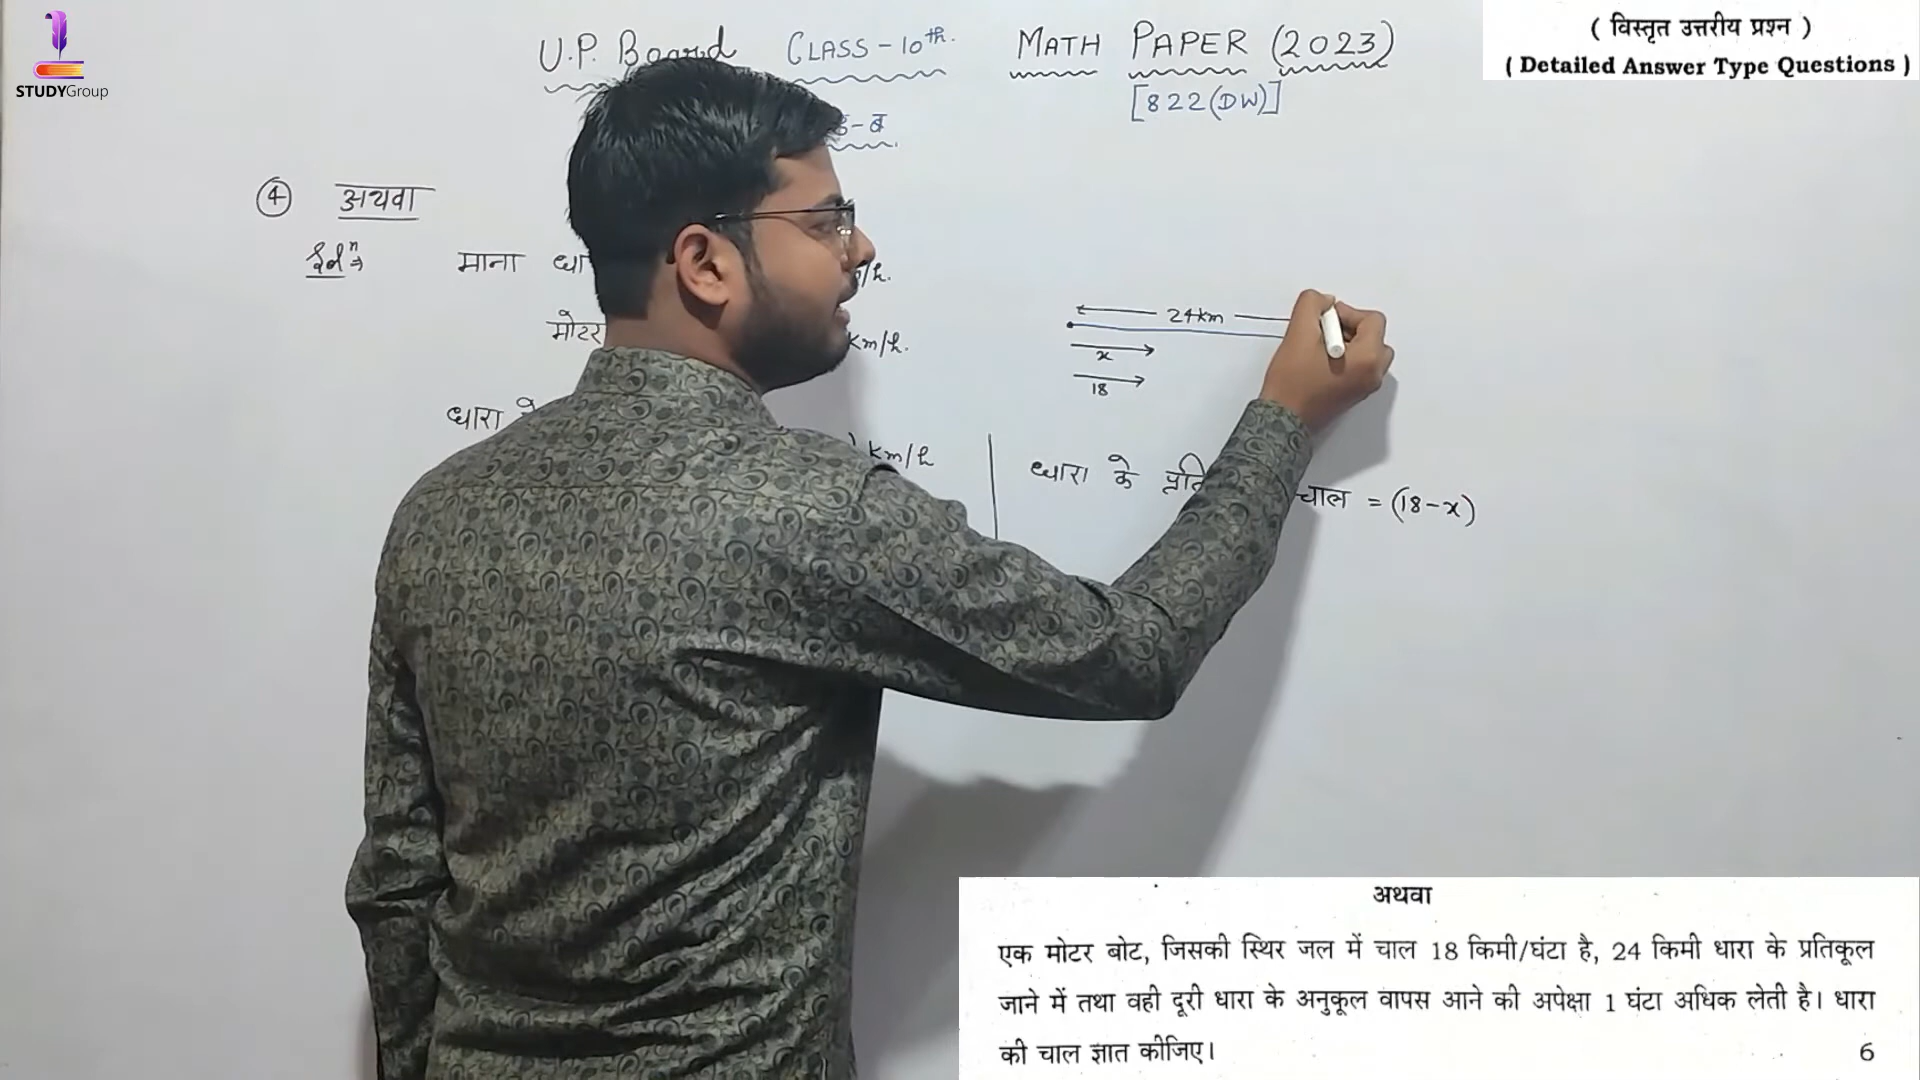 STUDYGroup
U.P. Board CLASS-10th. MATH PAPER (2023)
[822(DW)]
-ब
( विस्तृत उत्तरीय प्रश्न )
( Detailed Answer Type Questions )
4 अथवा
Solⁿ⇒ माना /h.
मोटर km/h.
24km
x
18
धारा km/h
धारा के चाल = (18-x)
अथवा
एक मोटर बोट, जिसकी स्थिर जल में चाल 18 किमी/घंटा है, 24 किमी धारा के प्रतिकूल
जाने में तथा वही दूरी धारा के अनुकूल वापस आने की अपेक्षा 1 घंटा अधिक लेती है। धारा
की चाल ज्ञात कीजिए। 6